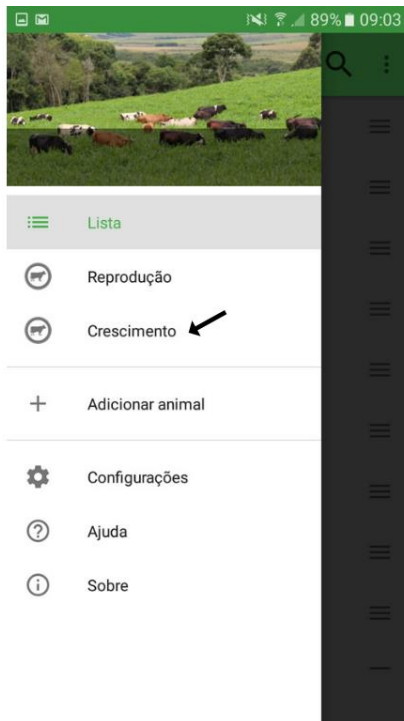 89% 09:03
Lista
Reprodução
Crescimento
Adicionar animal
Configurações
Ajuda
Sobre